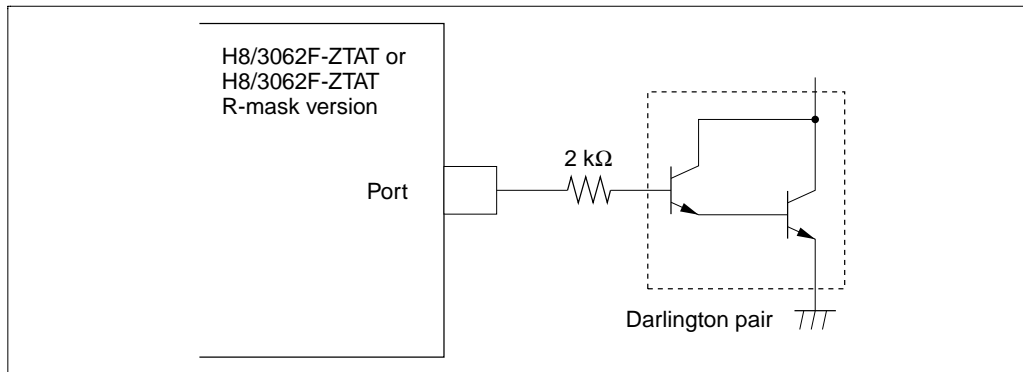 H8/3062F-ZTAT or
H8/3062F-ZTAT
R-mask version
2 kΩ
Port
Darlington pair